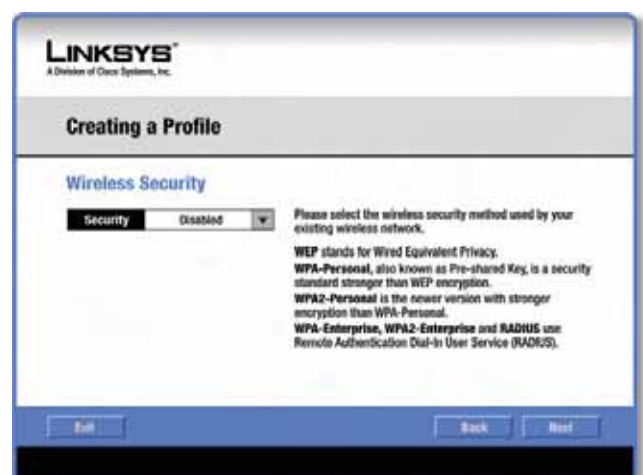 LINKSYS®
A Division of Cisco Systems, Inc.
Creating a Profile
Wireless Security
Security Disabled
Please select the wireless security method used by your
existing wireless network.
WEP stands for Wired Equivalent Privacy.
WPA-Personal, also known as Pre-shared Key, is a security
standard stronger than WEP encryption.
WPA2-Personal is the newer version with stronger
encryption than WPA-Personal.
WPA-Enterprise, WPA2-Enterprise and RADIUS use
Remote Authentication Dial-In User Service (RADIUS).
Exit Back Next